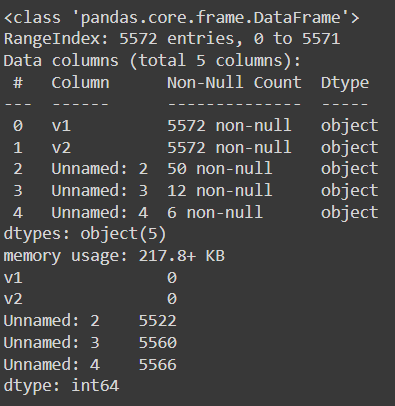 <class 'pandas.core.frame.DataFrame'>
RangeIndex: 5572 entries, 0 to 5571
Data columns (total 5 columns):
 #   Column      Non-Null Count  Dtype
---  ------      --------------  -----
 0   v1          5572 non-null   object
 1   v2          5572 non-null   object
 2   Unnamed: 2  50 non-null     object
 3   Unnamed: 3  12 non-null     object
 4   Unnamed: 4  6 non-null      object
dtypes: object(5)
memory usage: 217.8+ KB
v1               0
v2               0
Unnamed: 2    5522
Unnamed: 3    5560
Unnamed: 4    5566
dtype: int64